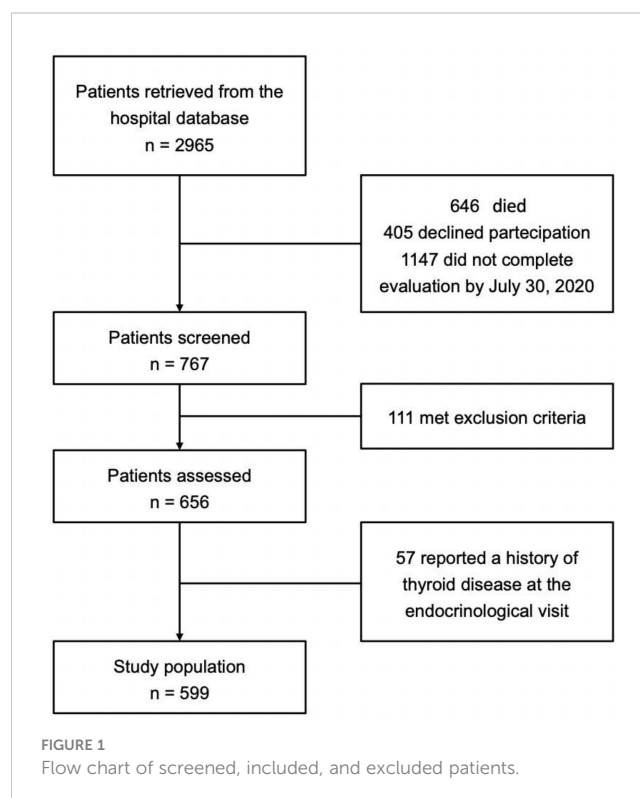 Patients retrieved from the
hospital database
n = 2965
646 died
405 declined partecipation
1147 did not complete
evaluation by July 30, 2020
Patients screened
n = 767
111 met exclusion criteria
Patients assessed
n = 656
57 reported a history of
thyroid disease at the
endocrinological visit
Study population
n = 599
FIGURE 1
Flow chart of screened, included, and excluded patients.